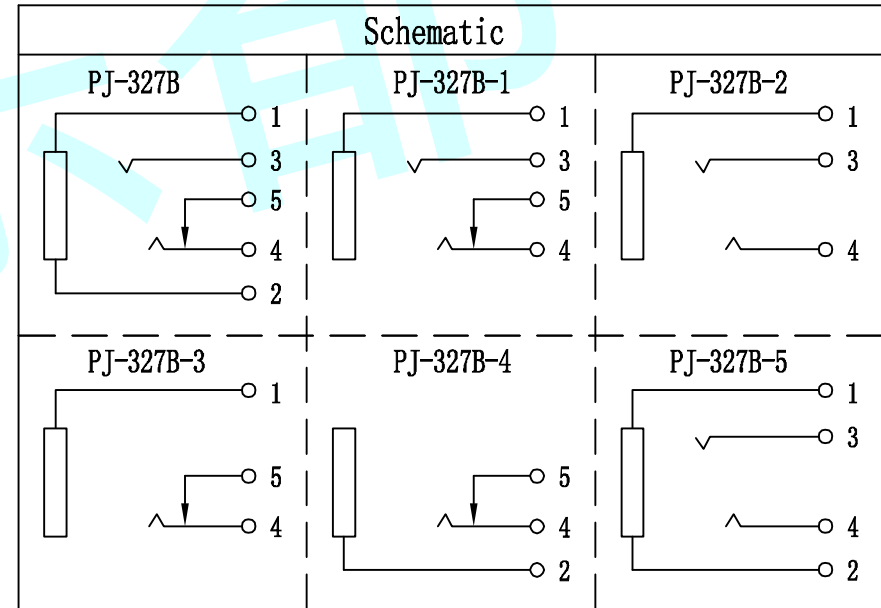 Schematic
PJ-327B PJ-327B-1 PJ-327B-2
1 1 1
3 3 3
5 5
4 4 4
2
PJ-327B-3 PJ-327B-4 PJ-327B-5
1 1
3
5 5
4 4 4
2 2